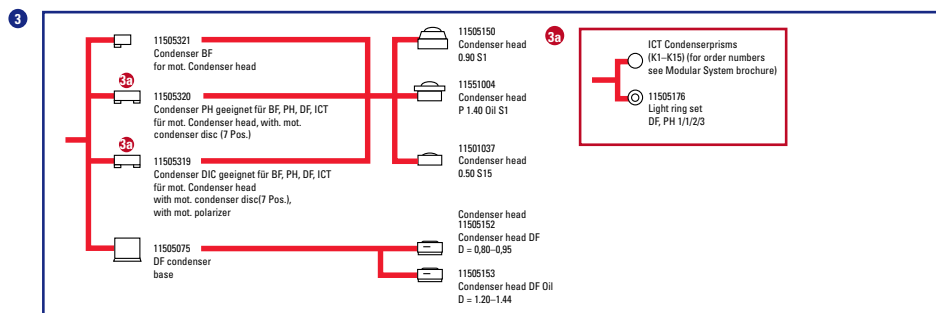 3
11505321
Condenser BF
for mot. Condenser head
3a
11505320
Condenser PH geeignet für BF, PH, DF, ICT
für mot. Condenser head, with. mot.
condenser disc (7 Pos.)
3a
11505319
Condenser DIC geeignet für BF, PH, DF, ICT
für mot. Condenser head
with mot. condenser disc(7 Pos.),
with mot. polarizer
11505075
DF condenser
base
11505150
Condenser head
0.90 S1
11551004
Condenser head
P 1.40 Oil S1
11501037
Condenser head
0.50 S15
Condenser head
11505152
Condenser head DF
D = 0,80–0,95
11505153
Condenser head DF Oil
D = 1.20–1.44
3a
ICT Condenserprisms
(K1–K15) (for order numbers
see Modular System brochure)
11505176
Light ring set
DF, PH 1/1/2/3